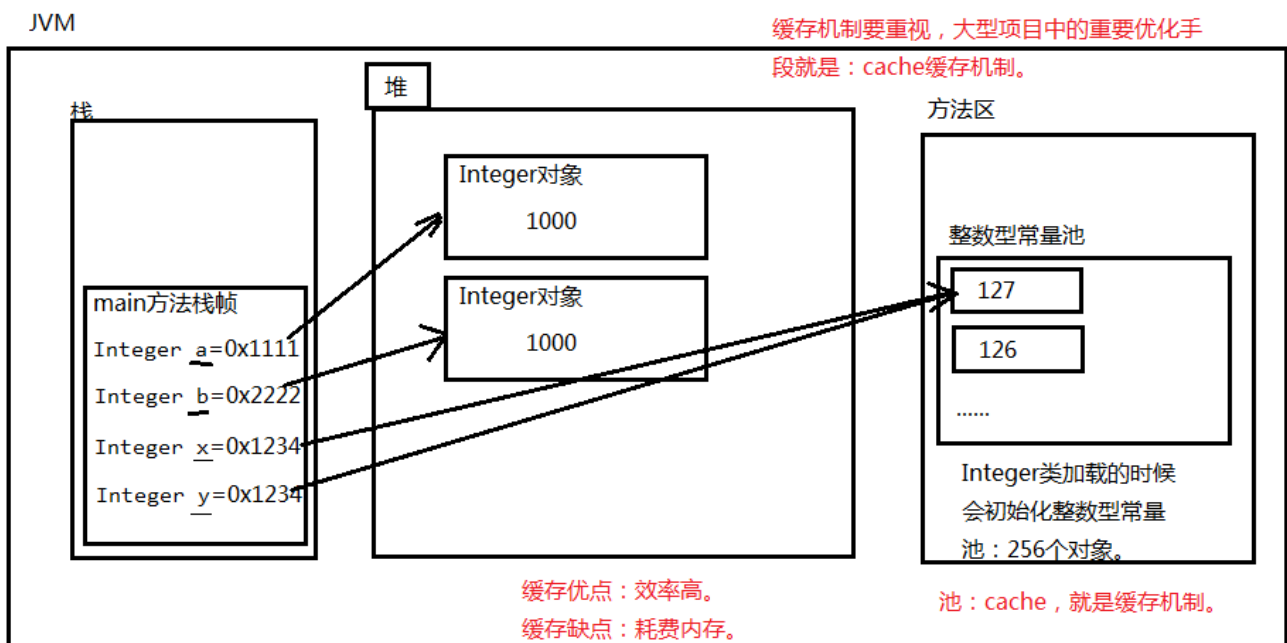 JVM
缓存机制要重视，大型项目中的重要优化手
段就是：cache缓存机制。
栈
main方法栈帧
Integer a=0x1111
Integer b=0x2222
Integer x=0x1234
Integer y=0x1234
堆
Integer对象
1000
Integer对象
1000
方法区
整数型常量池
127
126
......
Integer类加载的时候
会初始化整数型常量
池：256个对象。
缓存优点：效率高。
缓存缺点：耗费内存。
池：cache，就是缓存机制。